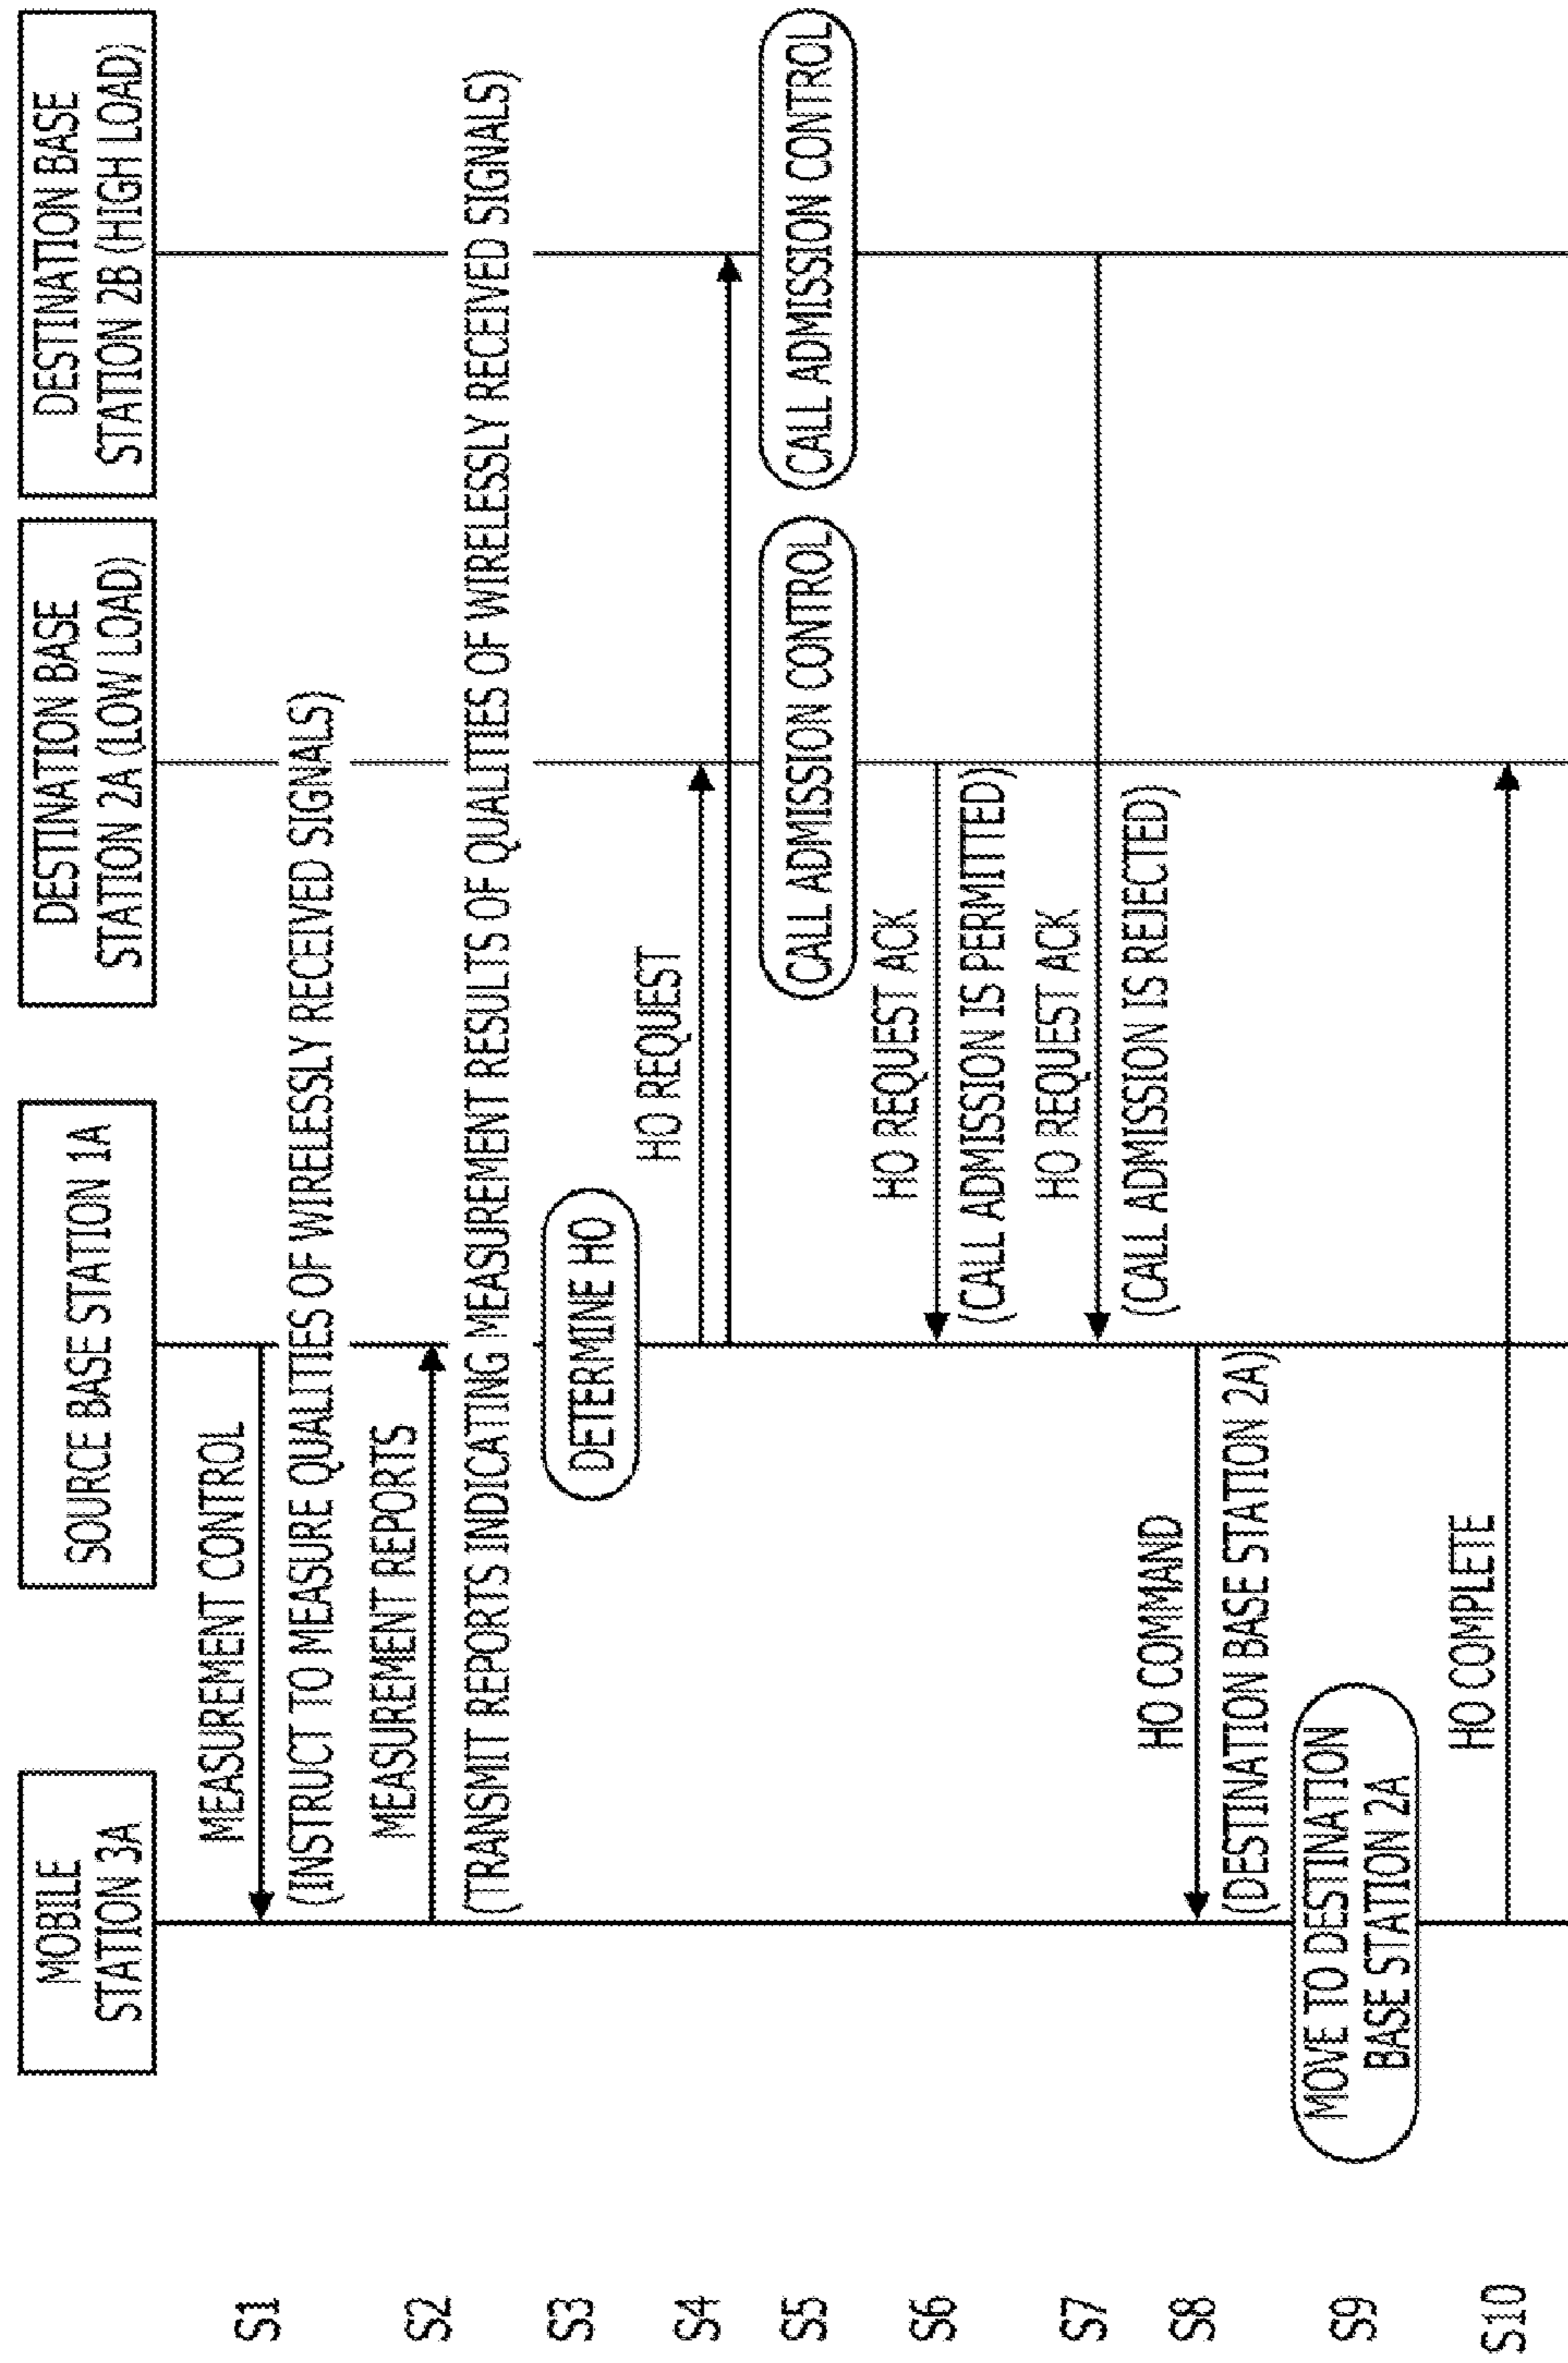 MOBILE
STATION 3A
SOURCE BASE STATION 1A
DESTINATION BASE
STATION 2A (LOW LOAD)
DESTINATION BASE
STATION 2B (HIGH LOAD)
S1
MEASUREMENT CONTROL
(INSTRUCT TO MEASURE QUALITIES OF WIRELESSLY RECEIVED SIGNALS)
S2
MEASUREMENT REPORTS
(TRANSMIT REPORTS INDICATING MEASUREMENT RESULTS OF QUALITIES OF WIRELESSLY RECEIVED SIGNALS)
S3
DETERMINE HO
S4
HO REQUEST
S5
CALL ADMISSION CONTROL
CALL ADMISSION CONTROL
S6
HO REQUEST ACK
(CALL ADMISSION IS PERMITTED)
S7
HO REQUEST ACK
(CALL ADMISSION IS REJECTED)
S8
HO COMMAND
(DESTINATION BASE STATION 2A)
S9
MOVE TO DESTINATION
BASE STATION 2A
S10
HO COMPLETE